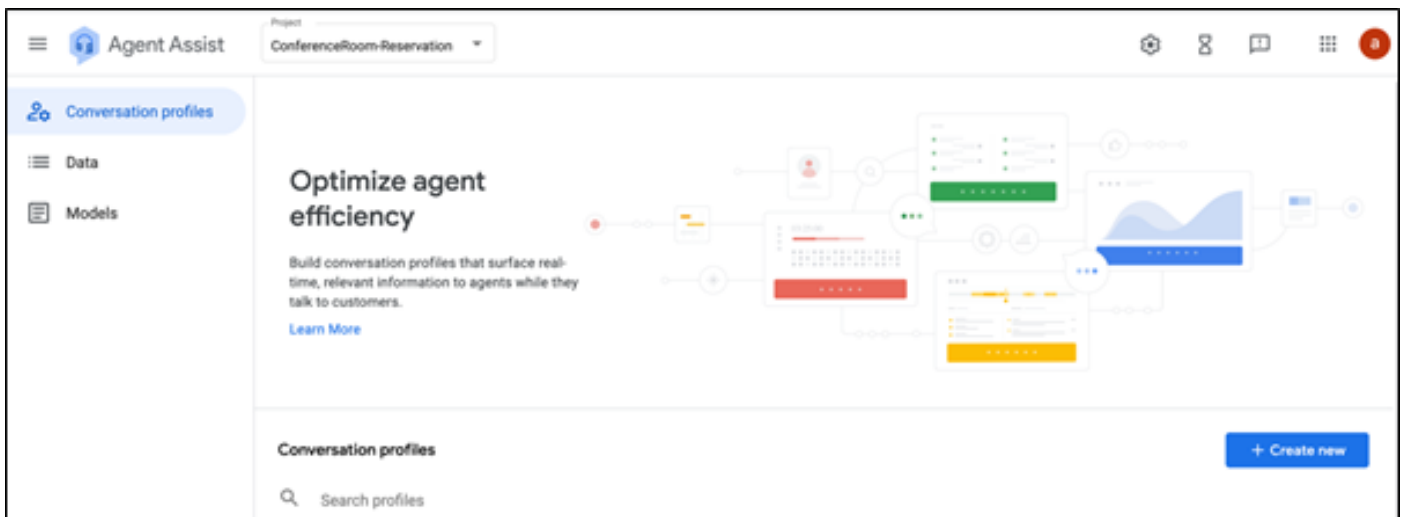 Agent Assist
Project
ConferenceRoom-Reservation
a
Conversation profiles
Data
Models
Optimize agent
efficiency
Build conversation profiles that surface real-
time, relevant information to agents while they
talk to customers.
Learn More
Conversation profiles
+ Create new
Search profiles